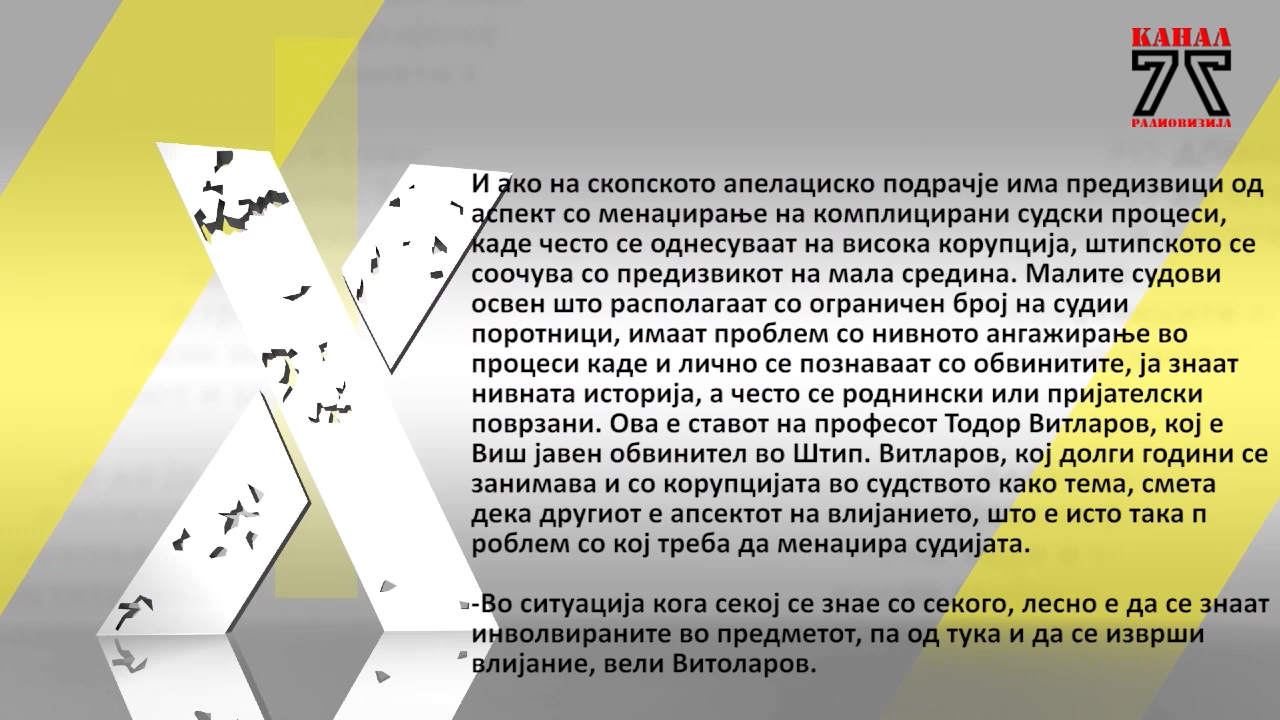 КАНАЛ
77
РАДИОВИЗИЈА
И ако на скопското апелациско подрачје има предизвици од
аспект со менаџирање на комплицирани судски процеси,
каде често се однесуваат на висока корупција, штипското се
соочува со предизвикот на мала средина. Малите судови
освен што располагаат со ограничен број на судии
поротници, имаат проблем со нивното ангажирање во
процеси каде и лично се познаваат со обвинитите, ја знаат
нивната историја, а често се роднински или пријателски
поврзани. Ова е ставот на професот Тодор Витларов, кој е
Виш јавен обвинител во Штип. Витларов, кој долги години се
занимава и со корупцијата во судството како тема, смета
дека другиот е апсектот на влијанието, што е исто така п
роблем со кој треба да менаџира судијата.
-Во ситуација кога секој се знае со секого, лесно е да се знаат
инволвираните во предметот, па од тука и да се изврши
влијание, вели Витоларов.